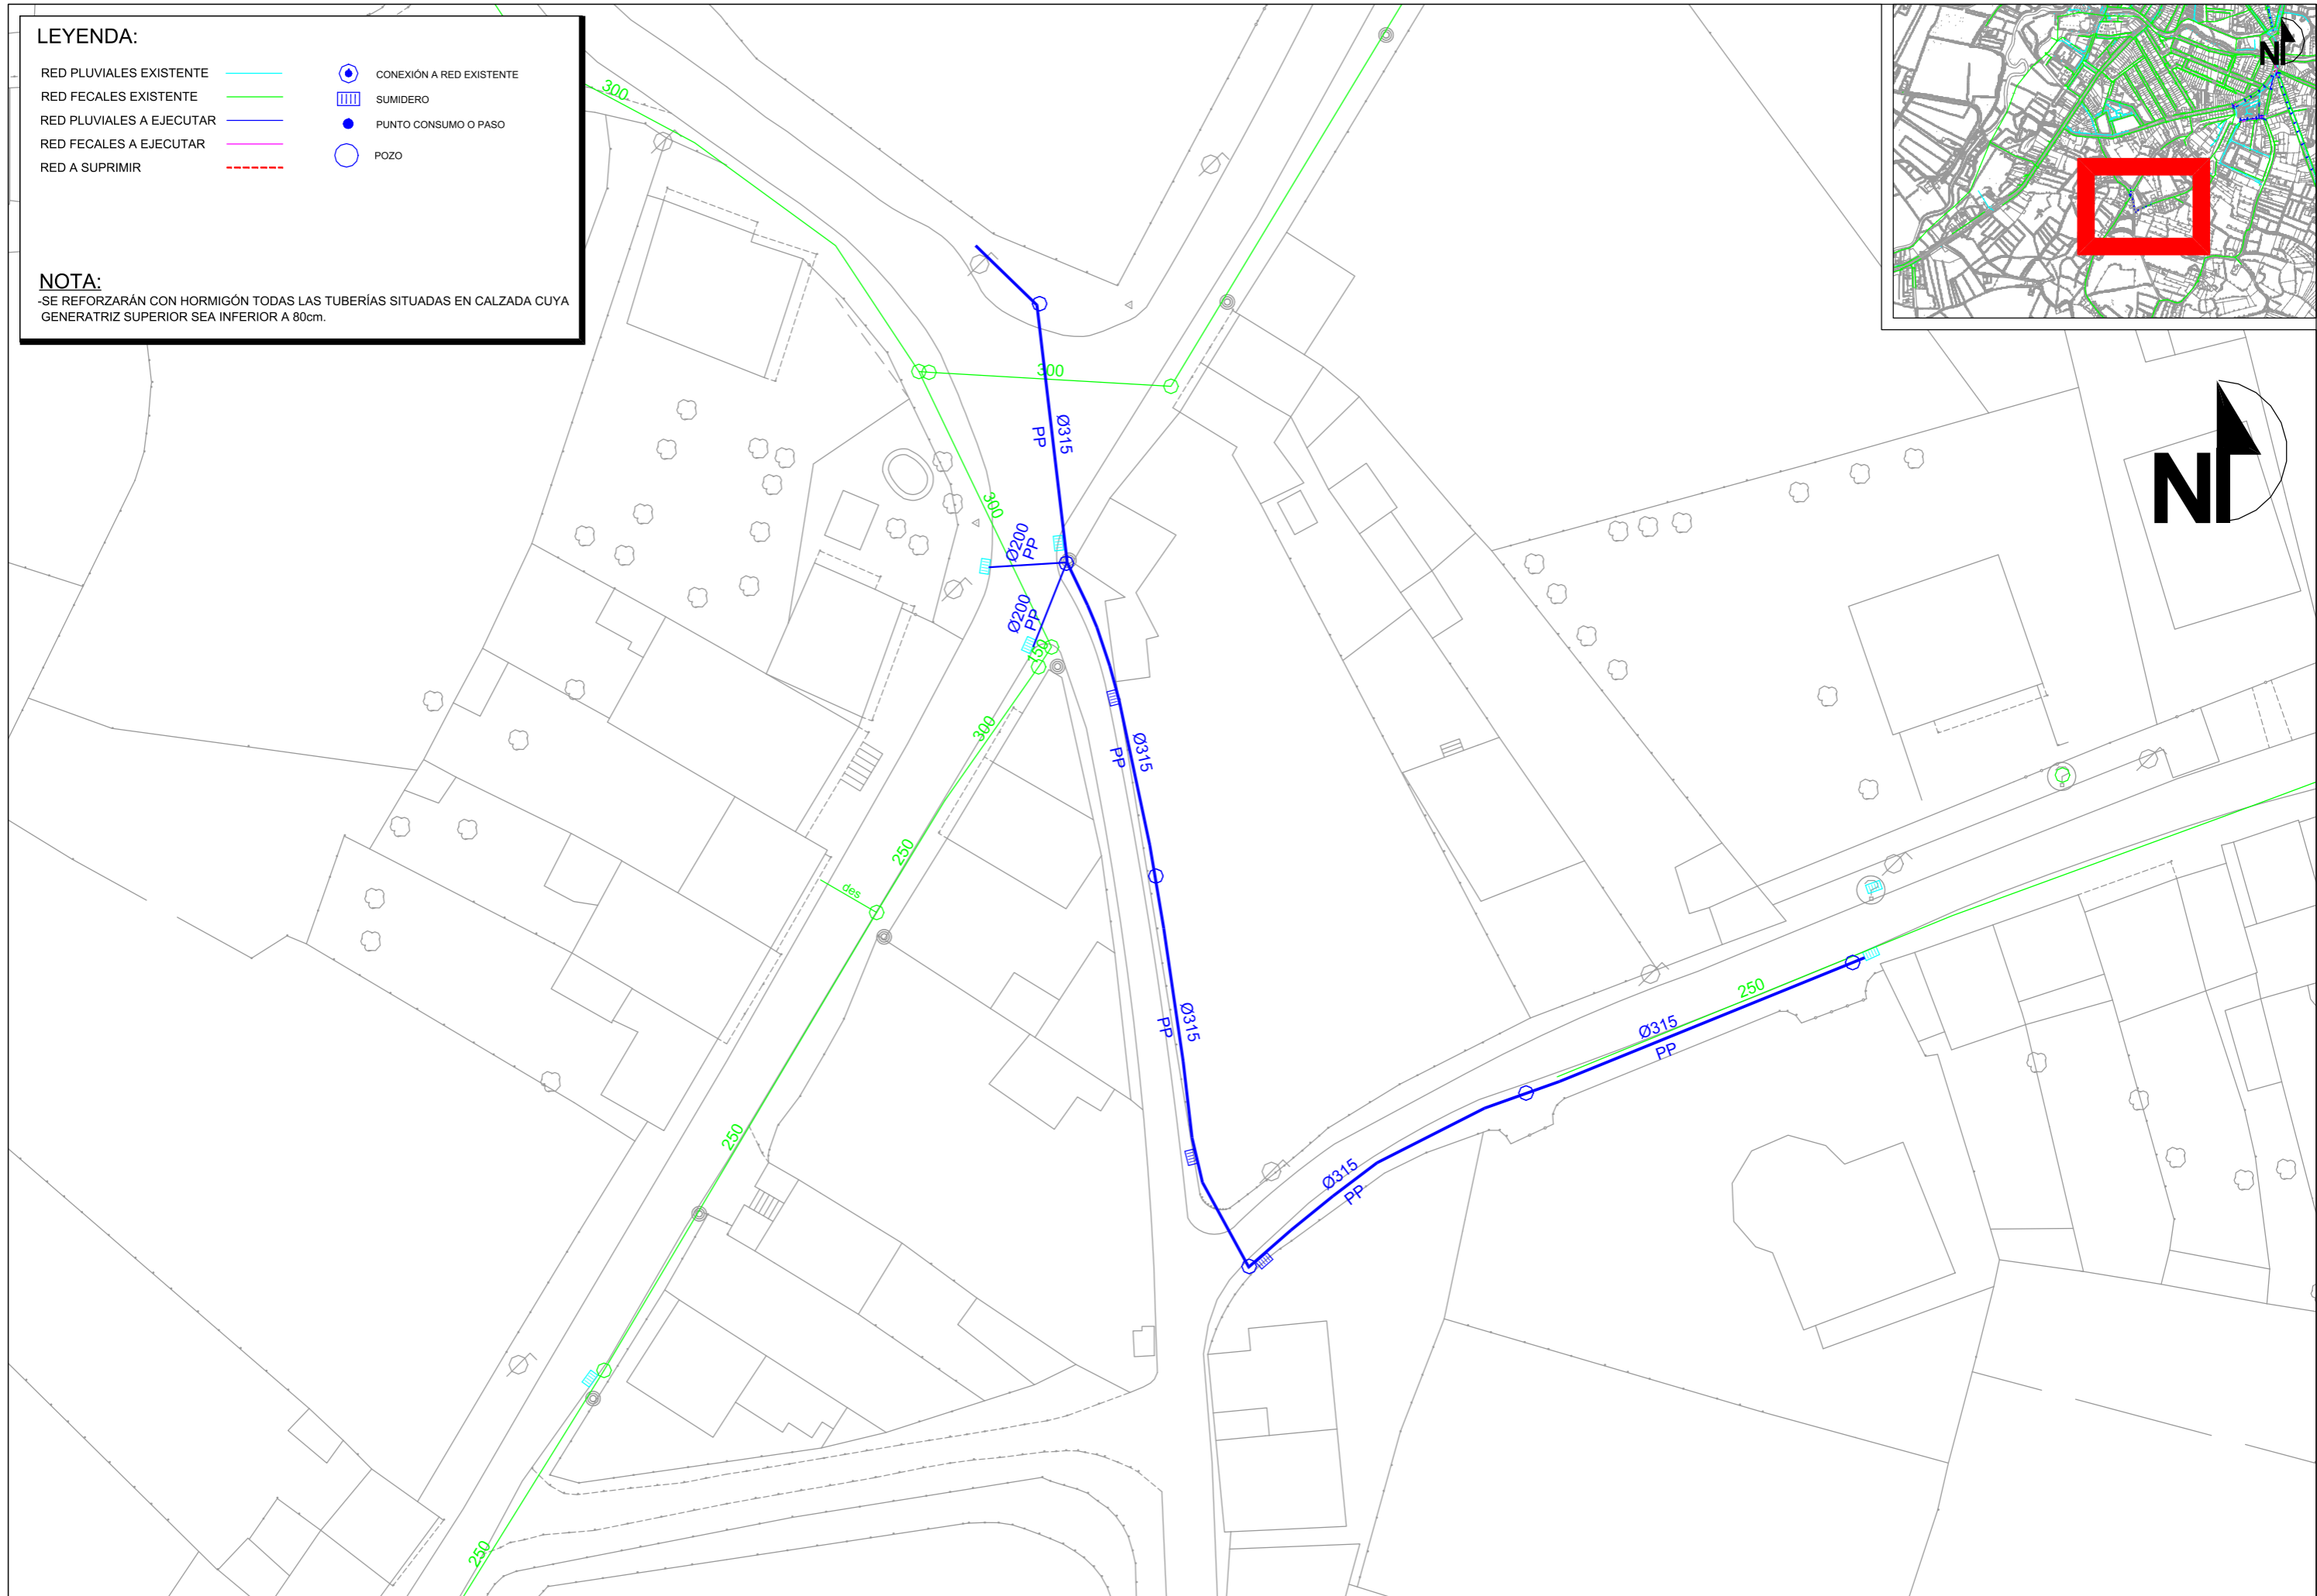 LEYENDA:
RED PLUVIALES EXISTENTE
RED FECALES EXISTENTE
RED PLUVIALES A EJECUTAR
RED FECALES A EJECUTAR
RED A SUPRIMIR
CONEXIÓN A RED EXISTENTE
SUMIDERO
PUNTO CONSUMO O PASO
POZO
NOTA:
-SE REFORZARÁN CON HORMIGÓN TODAS LAS TUBERÍAS SITUADAS EN CALZADA CUYA
GENERATRIZ SUPERIOR SEA INFERIOR A 80cm.
N
N
300
300
Ø315
PP
300
Ø200
PP
Ø200
PP
150
300
Ø315
PP
250
des
Ø315
PP
250
Ø315
PP
Ø315
PP
250
250